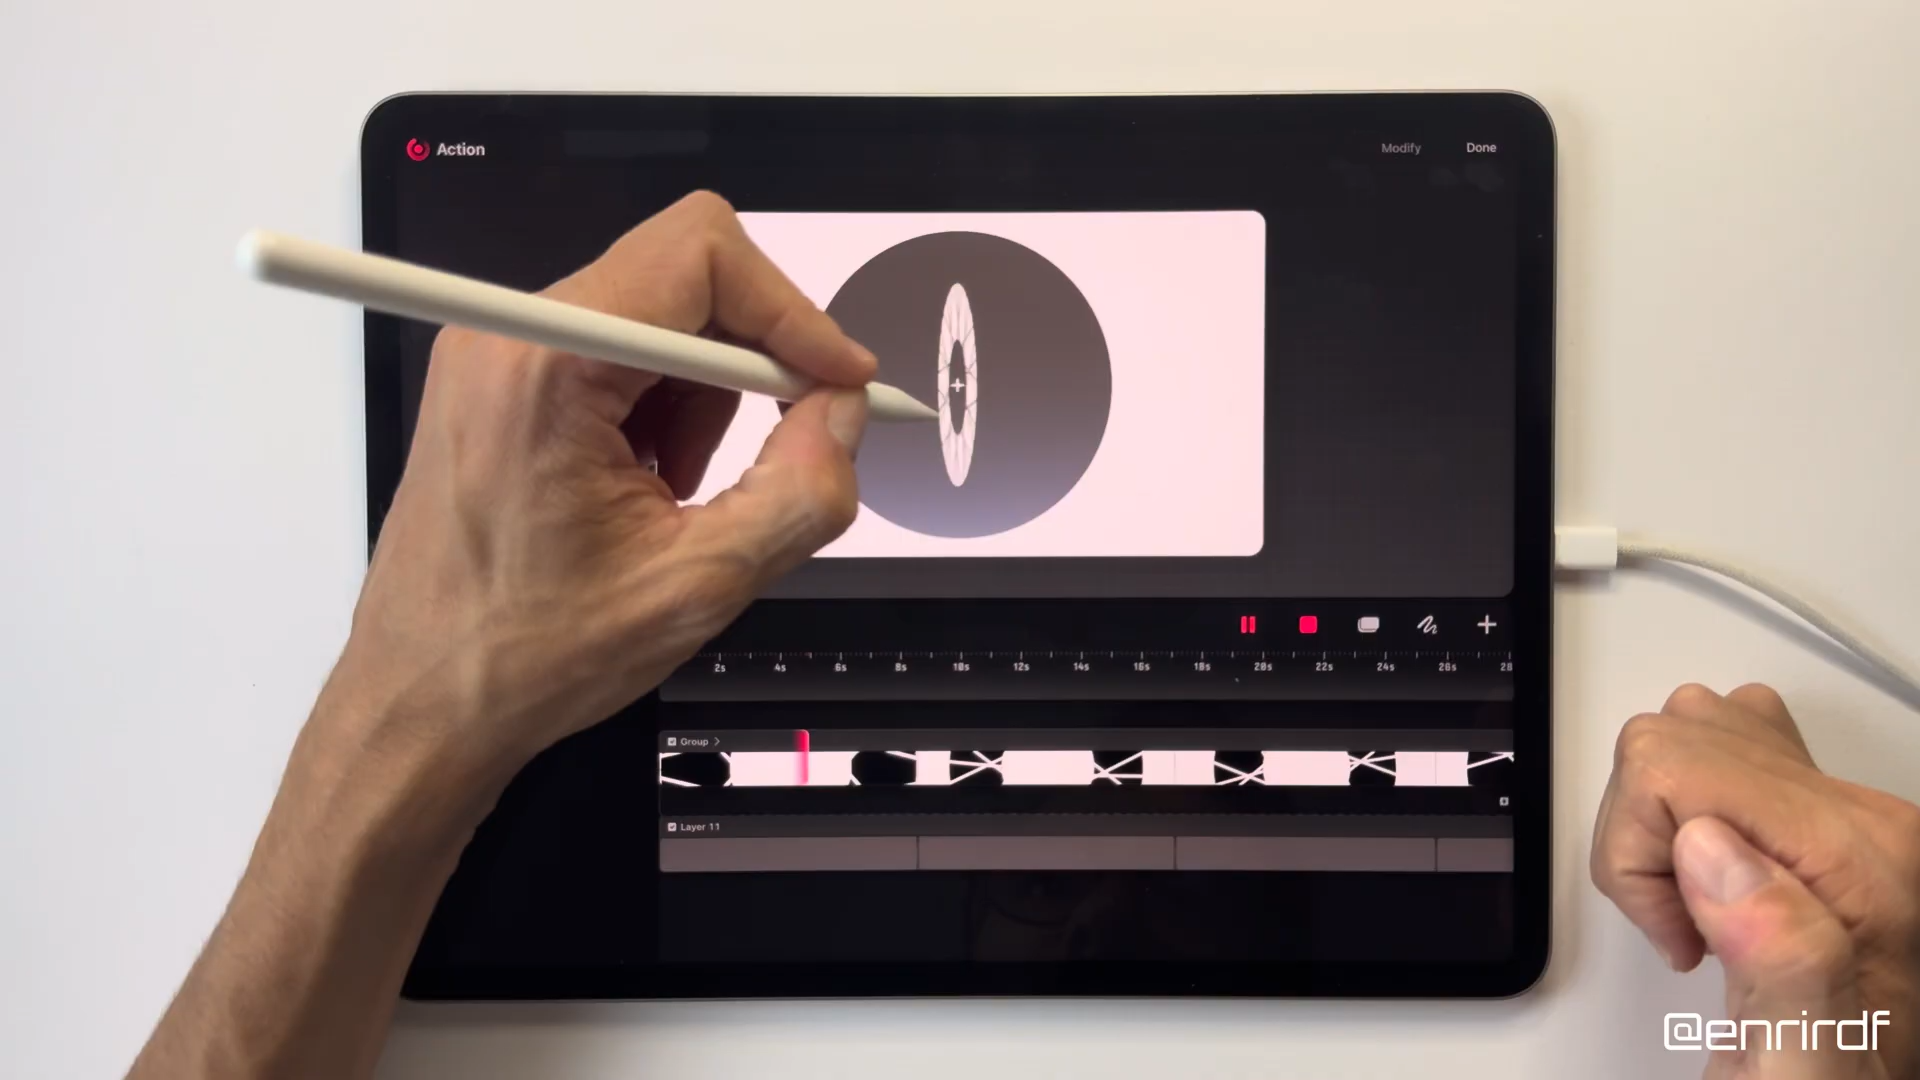 Action
Modify
Done
2s 4s 6s 8s 10s 12s 14s 16s 18s 20s 22s 24s 26s 28
Group >
Layer 11
@enrirdf